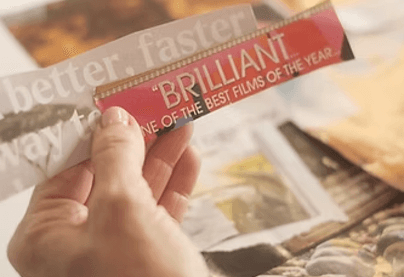 better, faster
way to
"BRILLIANT
NE OF THE BEST FILMS OF THE YEAR